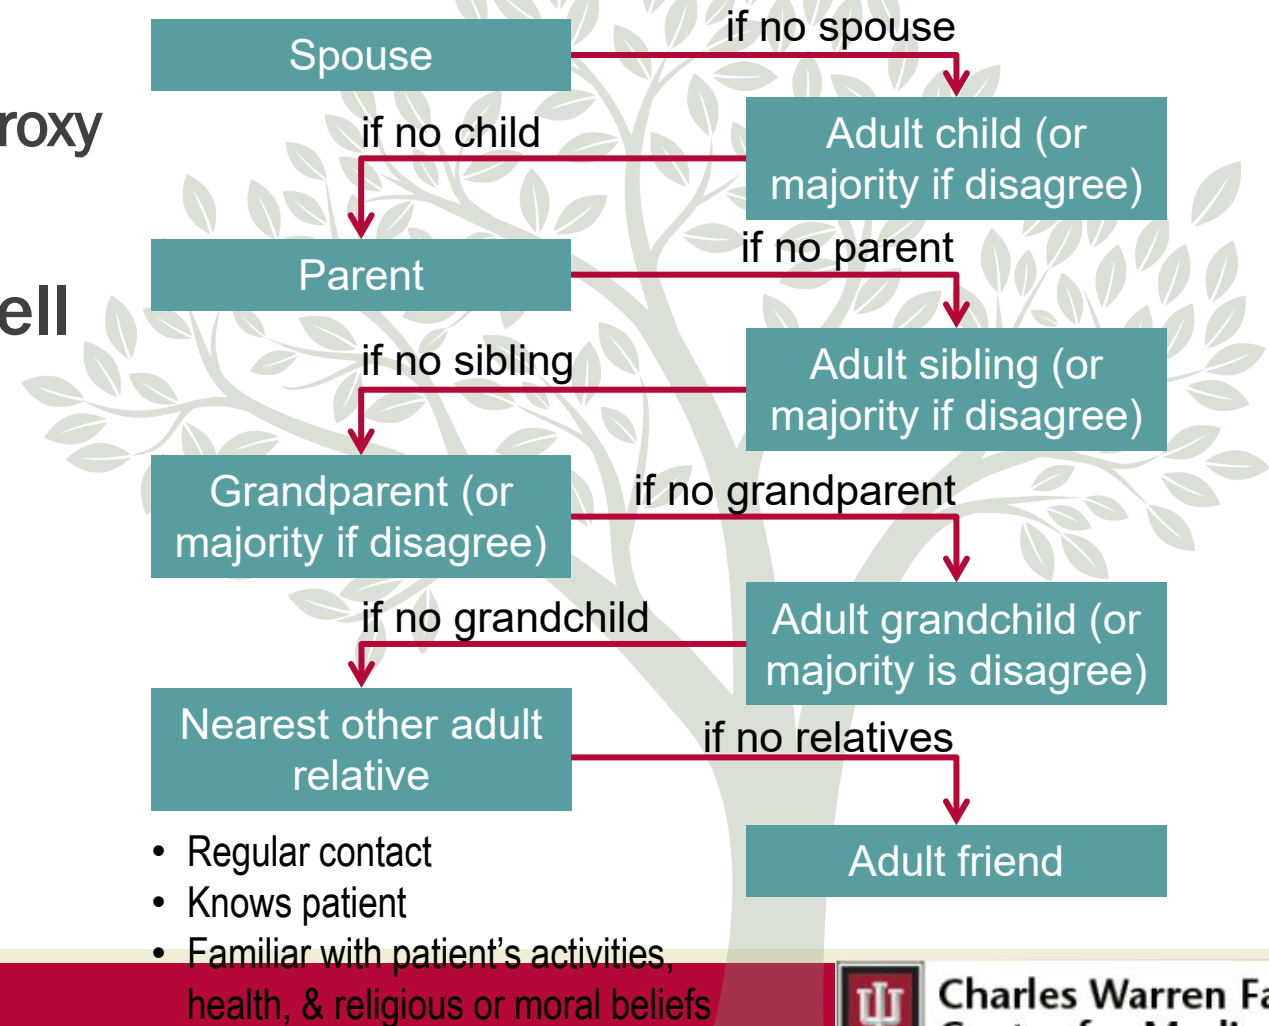 if no spouse
Spouse
roxy
if no child
Adult child (or
majority if disagree)
if no parent
Parent
ell
if no sibling
Adult sibling (or
majority if disagree)
Grandparent (or
majority if disagree)
if no grandparent
if no grandchild
Adult grandchild (or
majority is disagree)
Nearest other adult
relative
if no relatives
• Regular contact
• Knows patient
• Familiar with patient's activities,
health, & religious or moral beliefs
Adult friend
Charles Warren Fa